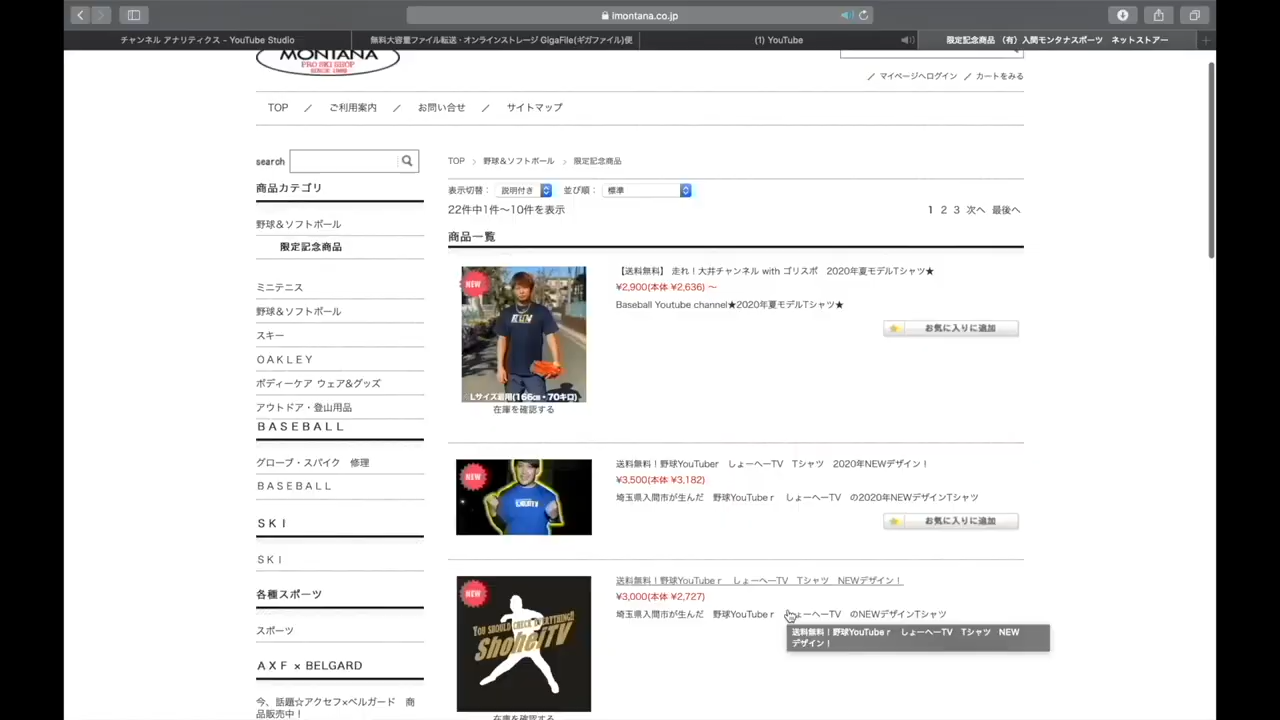 lmontana.co.jp
チャンネル アナリティクス - YouTube Studio
無料大容量ファイル転送・オンラインストレージ GigaFile(ギガファイル)便
(1) YouTube
限定記念商品 （有）入間モンタナスポーツ　ネットストアー
MONTANA
PRO SKI SHOP
／ マイページへログイン ／ カートをみる
TOP ／ ご利用案内 ／ お問い合せ ／ サイトマップ
search
商品カテゴリ
野球＆ソフトボール
限定記念商品
ミニテニス
野球＆ソフトボール
スキー
ＯＡＫＬＥＹ
ボディーケア ウェア&グッズ
アウトドア・登山用品
ＢＡＳＥＢＡＬＬ
グローブ・スパイク　修理
ＢＡＳＥＢＡＬＬ
ＳＫＩ
ＳＫＩ
各種スポーツ
スポーツ
ＡＸＦ × BELGARD
今、話題☆アクセフ×ベルガード　商
品販売中！
TOP > 野球＆ソフトボール > 限定記念商品
表示切替： 説明付き 並び順： 標準
22件中1件〜10件を表示
1 2 3 次へ 最後へ
商品一覧
NEW
Lサイズ着用(166㎝・70キロ)
在庫を確認する
【送料無料】 走れ！大井チャンネル with ゴリスポ　2020年夏モデルTシャツ★
¥2,900(本体 ¥2,636) 〜
Baseball Youtube channel★2020年夏モデルTシャツ★
お気に入りに追加
NEW
送料無料！野球YouTuber　しょーへーTV　Tシャツ　2020年NEWデザイン！
¥3,500(本体 ¥3,182)
埼玉県入間市が生んだ　野球YouTubeｒ　しょーへーTV　の2020年NEWデザインTシャツ
お気に入りに追加
NEW
YOU SHOULD CHECK EVERYTHING!!
ShoheiTV
在庫を確認する
送料無料！野球YouTubeｒ　しょーへーTV　Tシャツ　NEWデザイン！
¥3,000(本体 ¥2,727)
埼玉県入間市が生んだ　野球YouTubeｒ　しょーへーTV　のNEWデザインTシャツ
送料無料！野球YouTubeｒ　しょーへーTV　Tシャツ　NEW
デザイン！